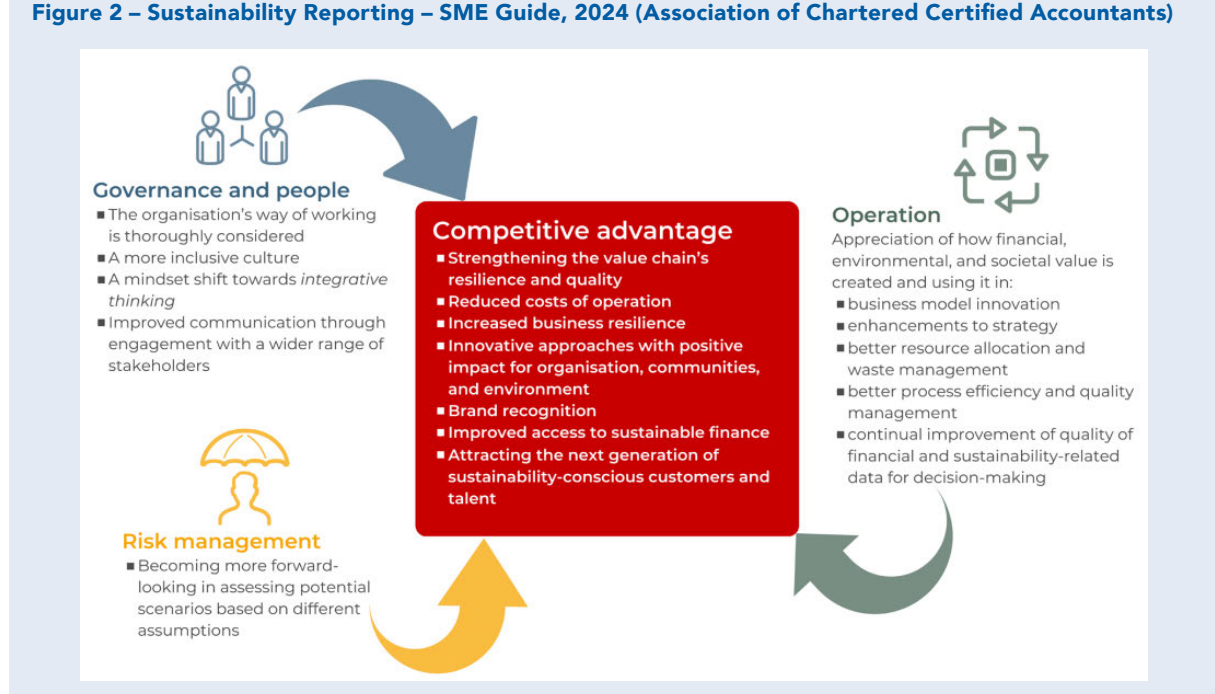 Figure 2 – Sustainability Reporting – SME Guide, 2024 (Association of Chartered Certified Accountants)
Governance and people
■ The organisation's way of working
is thoroughly considered
■ A more inclusive culture
■ A mindset shift towards integrative
thinking
■ Improved communication through
engagement with a wider range of
stakeholders
Risk management
■ Becoming more forward-
looking in assessing potential
scenarios based on different
assumptions
Competitive advantage
■ Strengthening the value chain's
resilience and quality
■ Reduced costs of operation
■ Increased business resilience
■ Innovative approaches with positive
impact for organisation, communities,
and environment
■ Brand recognition
■ Improved access to sustainable finance
■ Attracting the next generation of
sustainability-conscious customers and
talent
Operation
Appreciation of how financial,
environmental, and societal value is
created and using it in:
■ business model innovation
■ enhancements to strategy
■ better resource allocation and
waste management
■ better process efficiency and quality
management
■ continual improvement of quality of
financial and sustainability-related
data for decision-making